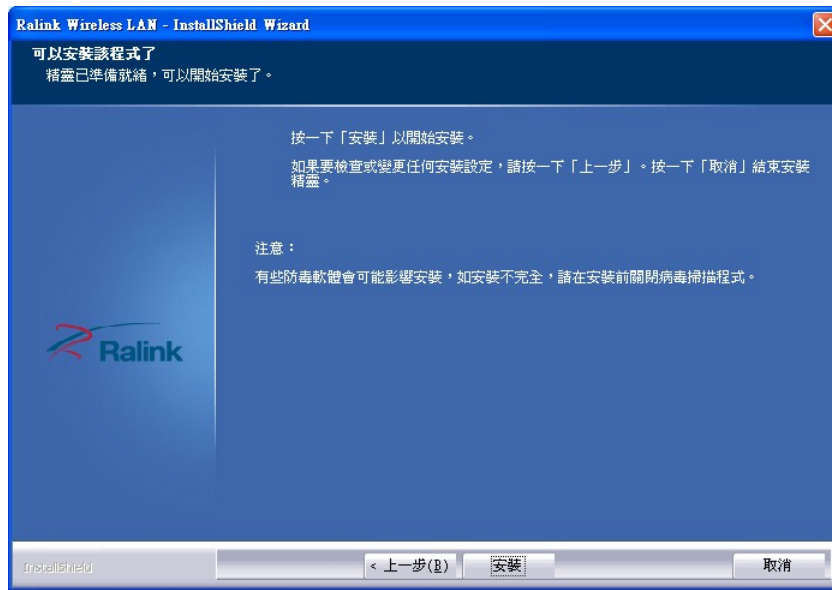 Ralink Wireless LAN - InstallShield Wizard
可以安裝該程式了
精靈已準備就緒，可以開始安裝了。
按一下「安裝」以開始安裝。
如果要檢查或變更任何安裝設定，請按一下「上一步」。按一下「取消」結束安裝
精靈。
注意：
有些防毒軟體會可能影響安裝，如安裝不完全，請在安裝前關閉病毒掃描程式。
Ralink
InstallShield
< 上一步(B)
安裝
取消